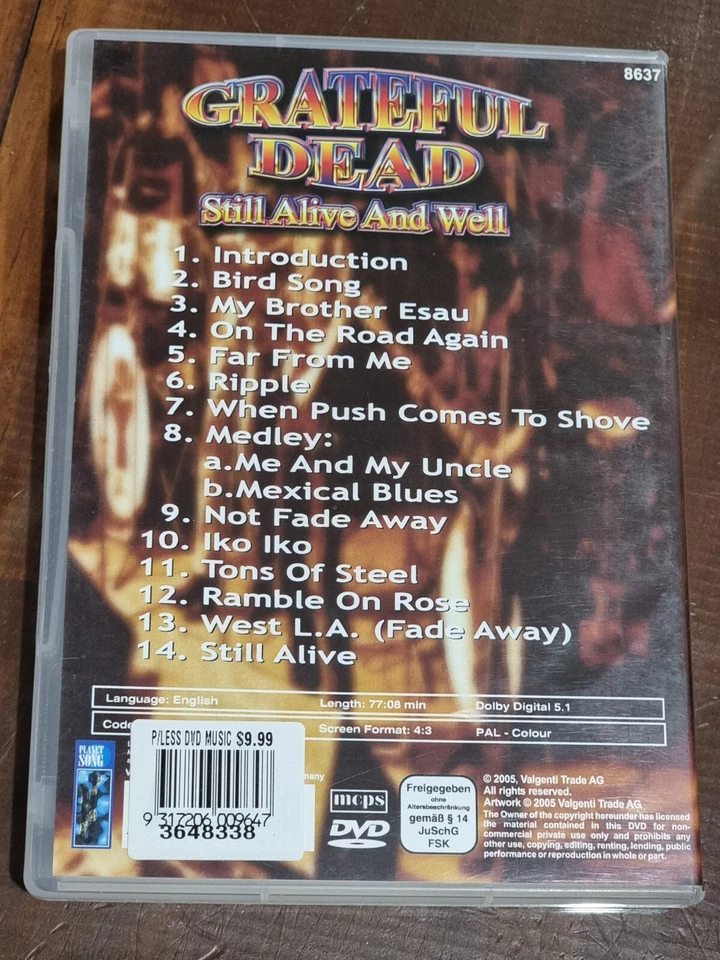 8637
GRATEFUL
DEAD
Still Alive And Well
1. Introduction
2. Bird Song
3. My Brother Esau
4. On The Road Again
5. Far From Me
6. Ripple
7. When Push Comes To Shove
8. Medley:
a.Me And My Uncle
b.Mexical Blues
9. Not Fade Away
10. Iko Iko
11. Tons Of Steel
12. Ramble On Rose
13. West L.A. (Fade Away)
14. Still Alive
Language: English Length: 77:08 min Dolby Digital 5.1
Screen Format: 4:3 PAL - Colour
P/LESS DVD MUSIC $9.99
9 317206 009647
3648338
PLANET
SONG
mcps
DVD
Freigegeben
ohne
Altersbeschränkung
gemäß § 14
JuSchG
FSK
© 2005, Valgenti Trade AG
All rights reserved.
Artwork © 2005 Valgenti Trade AG
The Owner of the copyright hereunder has licensed
the material contained in this DVD for non-
commercial private use only and prohibits any
other use, copying, editing, renting, lending, public
performance or reproduction in whole or part.